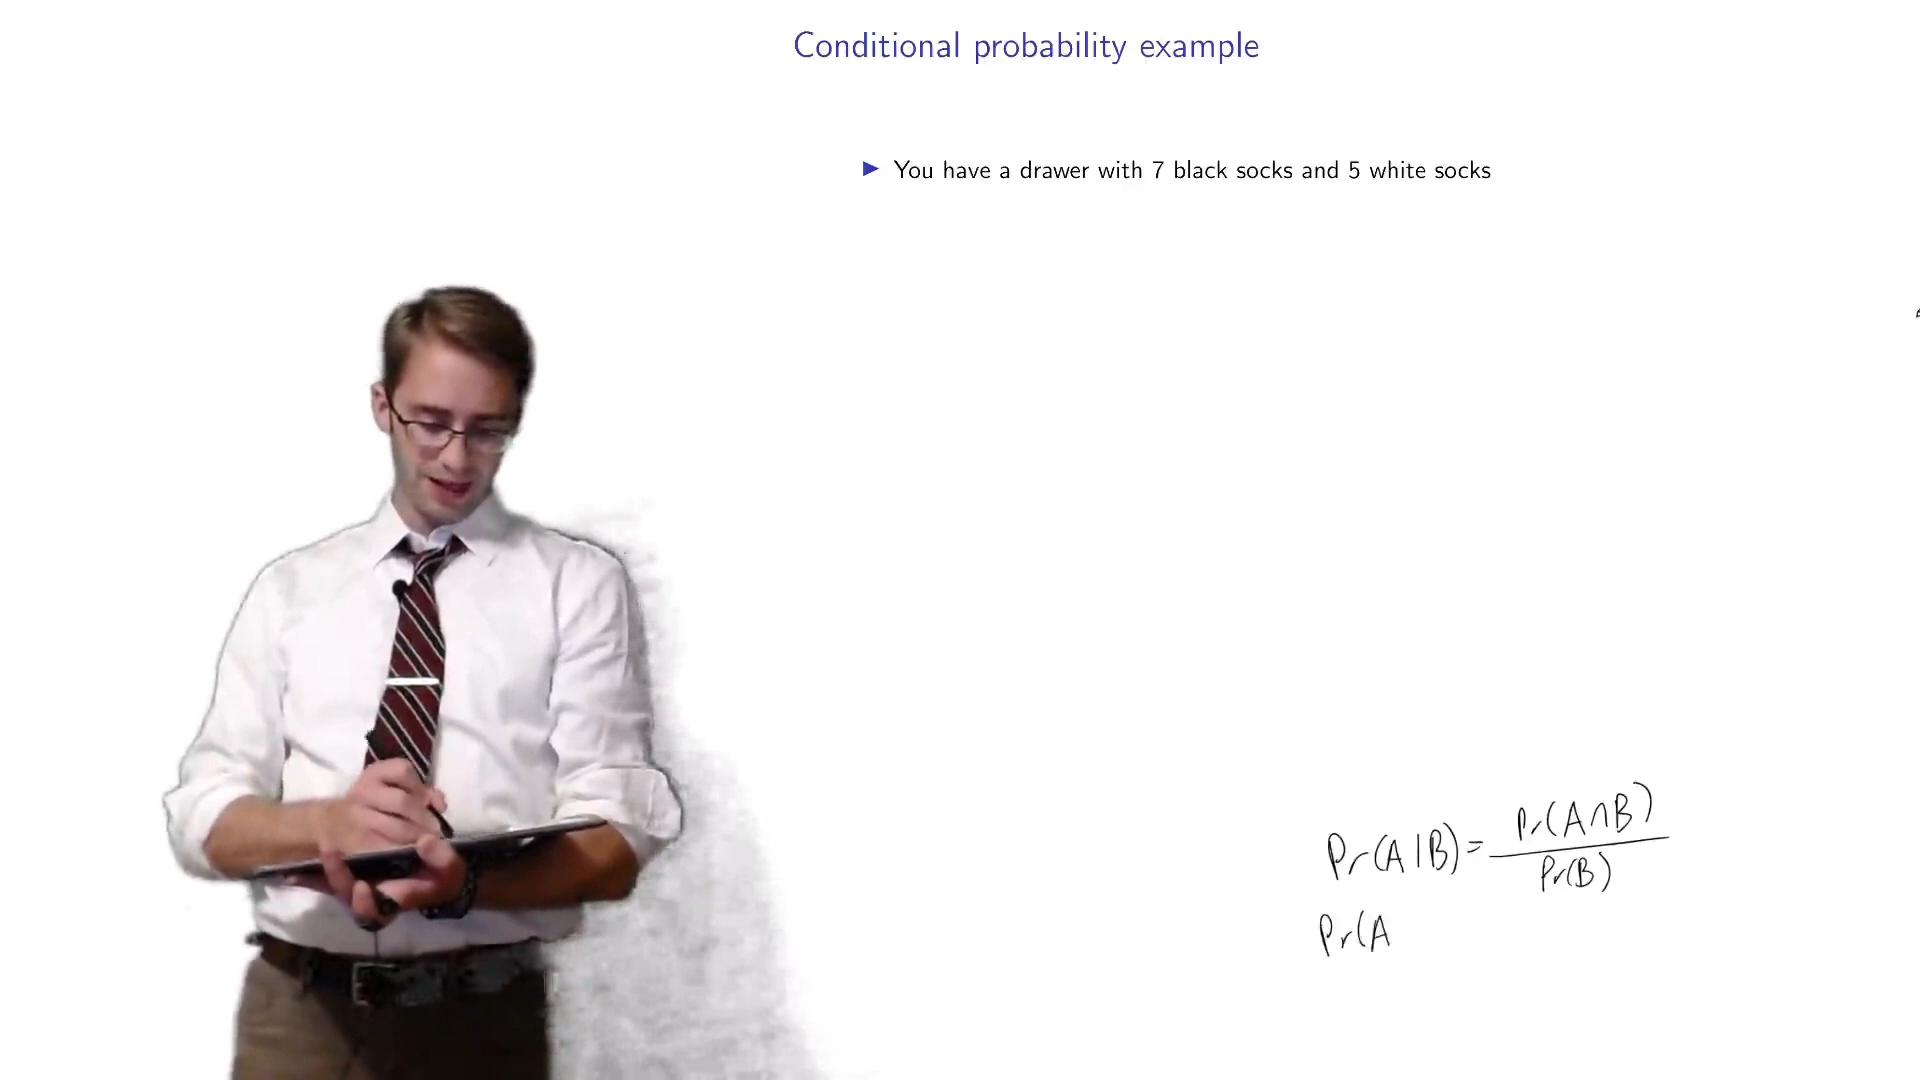 Conditional probability example
▶ You have a drawer with 7 black socks and 5 white socks
Pr(A|B) = Pr(A∩B) / Pr(B)
Pr(A